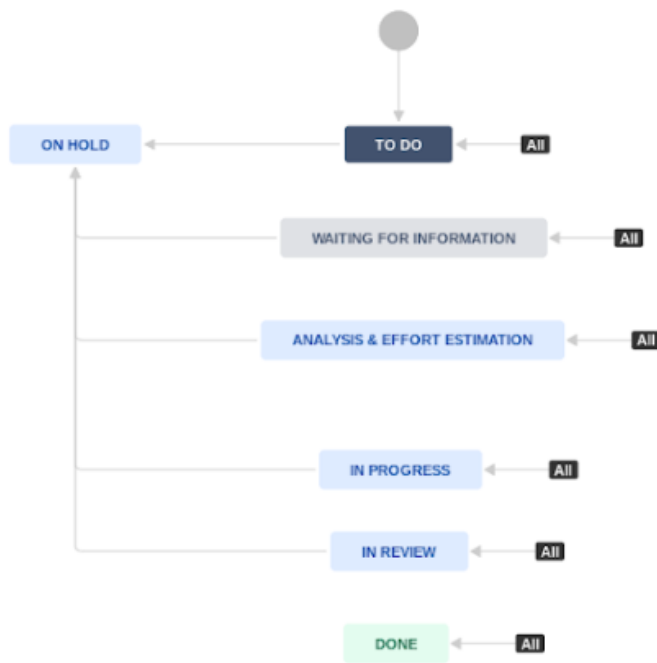 ON HOLD
TO DO
All
WAITING FOR INFORMATION
All
ANALYSIS & EFFORT ESTIMATION
All
IN PROGRESS
All
IN REVIEW
All
DONE
All